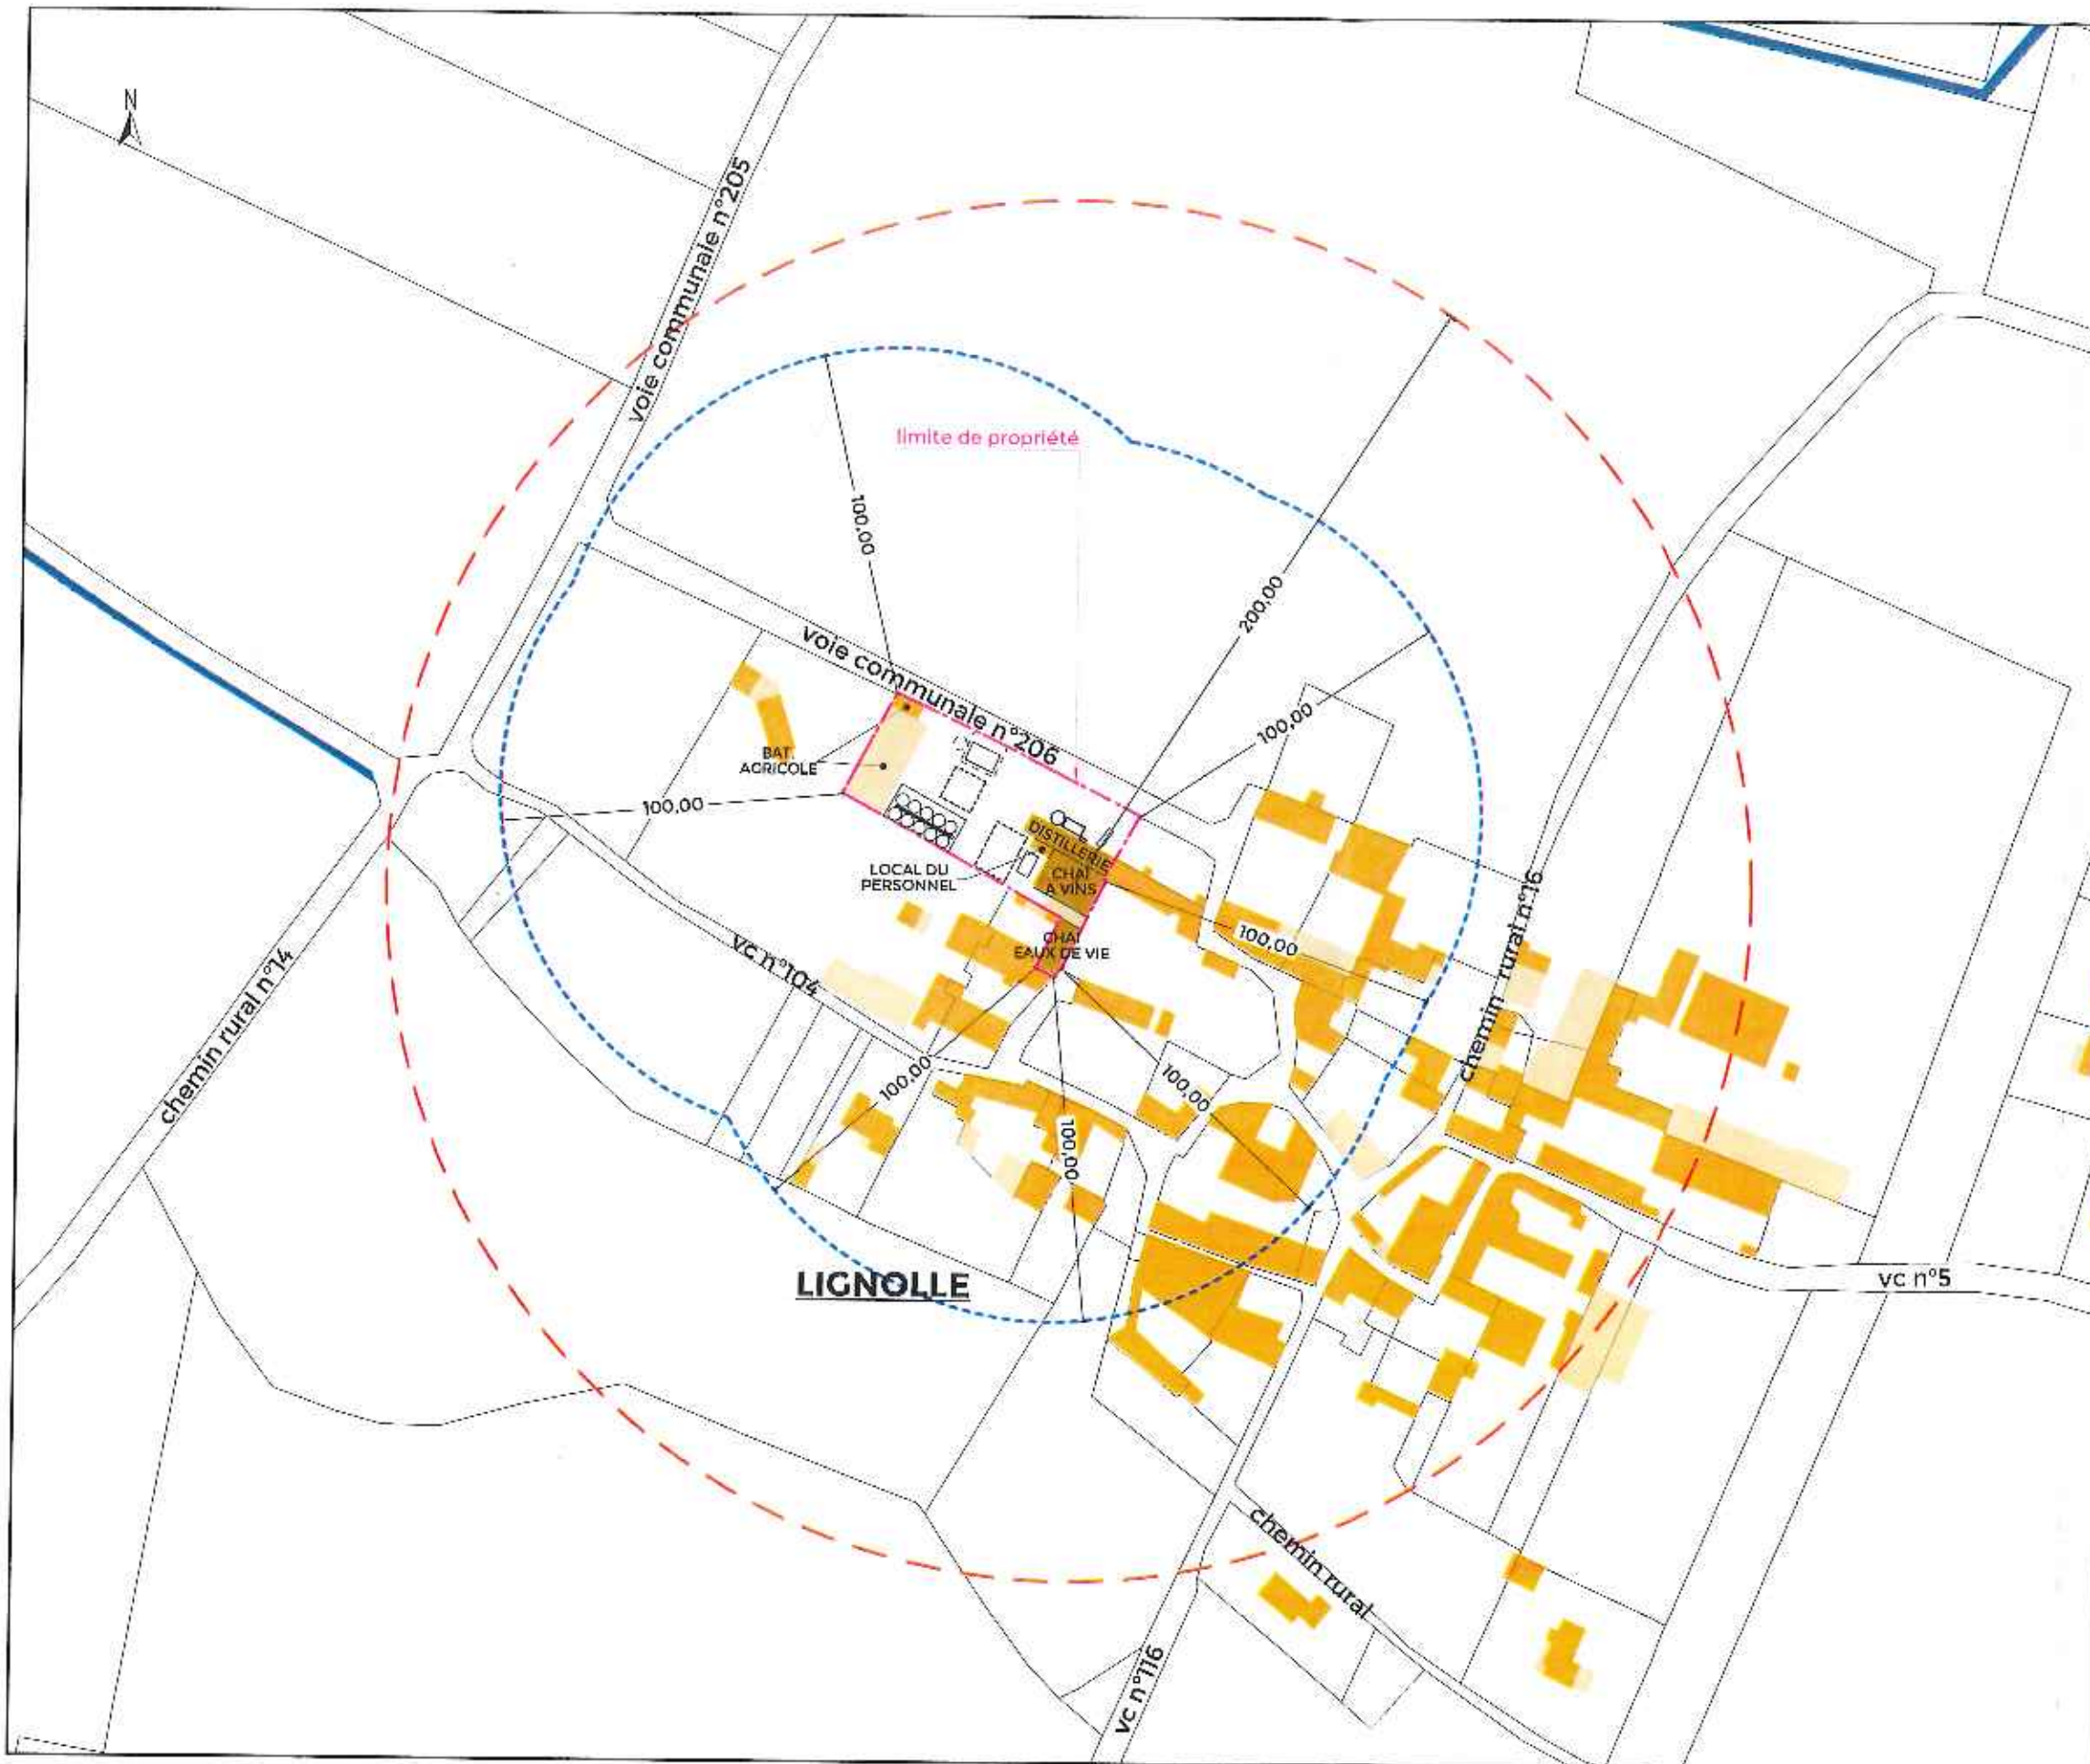 N
voie communale n°205
limite de propriété
100,00
200,00
voie communale n°206
100,00
BAT.
AGRICOLE
100,00
DISTILLERIE
LOCAL DU
PERSONNEL
CHAI
A VINS
chemin rural n°16
100,00
CHAI
EAUX DE VIE
vc n°104
chemin rural n°14
100,00
100,00
100,00
LIGNOLLE
vc n°5
chemin rural
vc n°116